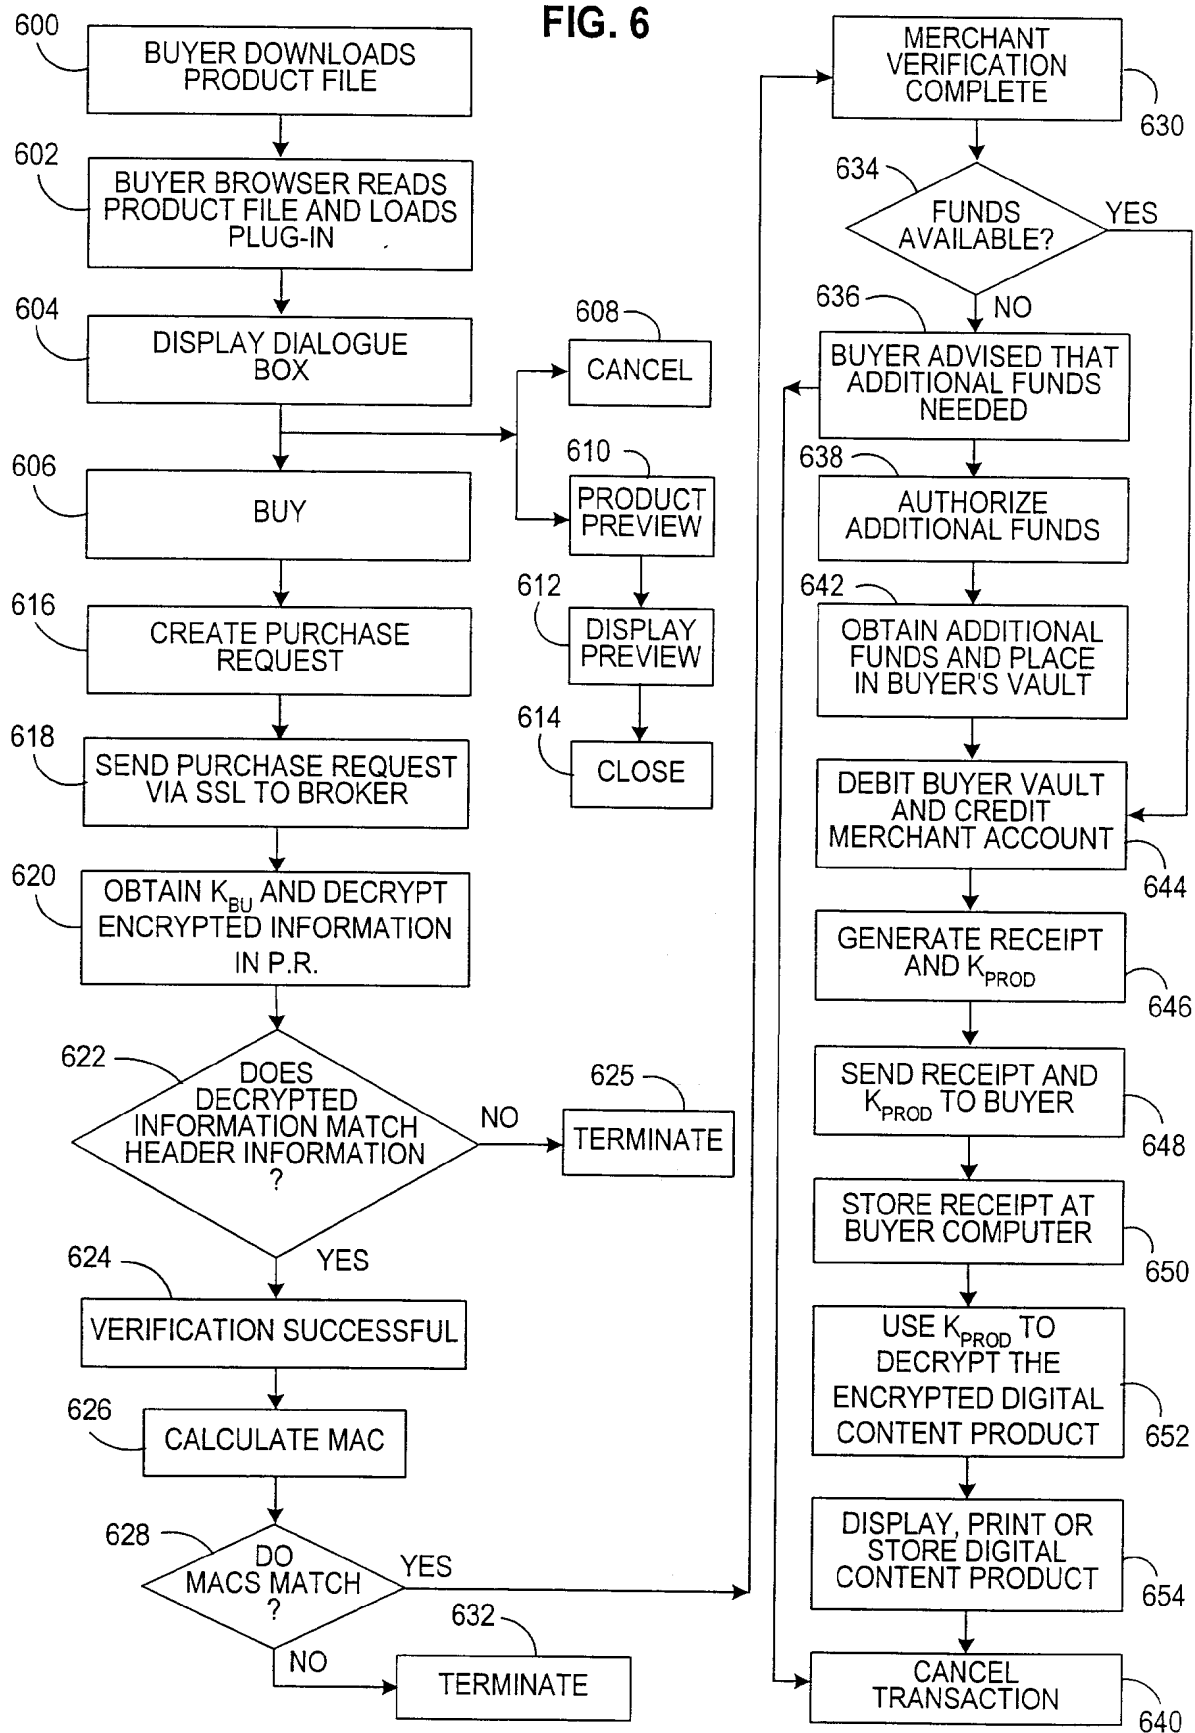 FIG. 6
600
BUYER DOWNLOADS
PRODUCT FILE
602
BUYER BROWSER READS
PRODUCT FILE AND LOADS
PLUG-IN
604
DISPLAY DIALOGUE
BOX
608
CANCEL
606
BUY
610
PRODUCT
PREVIEW
612
DISPLAY
PREVIEW
614
CLOSE
616
CREATE PURCHASE
REQUEST
618
SEND PURCHASE REQUEST
VIA SSL TO BROKER
620
OBTAIN KBU AND DECRYPT
ENCRYPTED INFORMATION
IN P.R.
622
DOES
DECRYPTED
INFORMATION MATCH
HEADER INFORMATION
?
NO
625
TERMINATE
YES
624
VERIFICATION SUCCESSFUL
626
CALCULATE MAC
628
DO
MACS MATCH
?
YES
NO
632
TERMINATE
MERCHANT
VERIFICATION
COMPLETE
630
634
FUNDS
AVAILABLE?
YES
NO
636
BUYER ADVISED THAT
ADDITIONAL FUNDS
NEEDED
638
AUTHORIZE
ADDITIONAL FUNDS
642
OBTAIN ADDITIONAL
FUNDS AND PLACE
IN BUYER'S VAULT
DEBIT BUYER VAULT
AND CREDIT
MERCHANT ACCOUNT
644
GENERATE RECEIPT
AND KPROD
646
SEND RECEIPT AND
KPROD TO BUYER
648
STORE RECEIPT AT
BUYER COMPUTER
650
USE KPROD TO
DECRYPT THE
ENCRYPTED DIGITAL
CONTENT PRODUCT
652
DISPLAY, PRINT OR
STORE DIGITAL
CONTENT PRODUCT
654
CANCEL
TRANSACTION
640